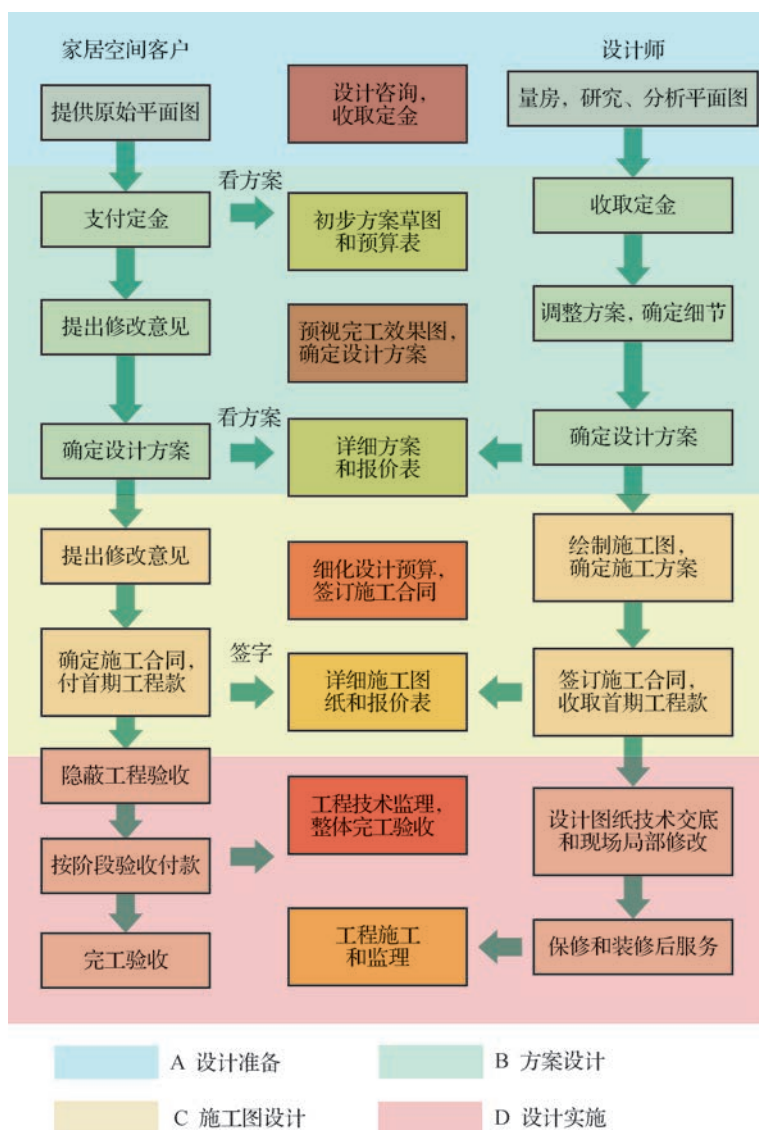 家居空间客户
设计师
提供原始平面图
设计咨询,
收取定金
量房，研究、分析平面图
看方案
支付定金
初步方案草图
和预算表
收取定金
提出修改意见
预视完工效果图,
确定设计方案
调整方案，确定细节
看方案
确定设计方案
详细方案
和报价表
确定设计方案
提出修改意见
细化设计预算,
签订施工合同
绘制施工图,
确定施工方案
签字
确定施工合同,
付首期工程款
详细施工图
纸和报价表
签订施工合同,
收取首期工程款
隐蔽工程验收
工程技术监理,
整体完工验收
设计图纸技术交底
和现场局部修改
按阶段验收付款
完工验收
工程施工
和监理
保修和装修后服务
A 设计准备
B 方案设计
C 施工图设计
D 设计实施